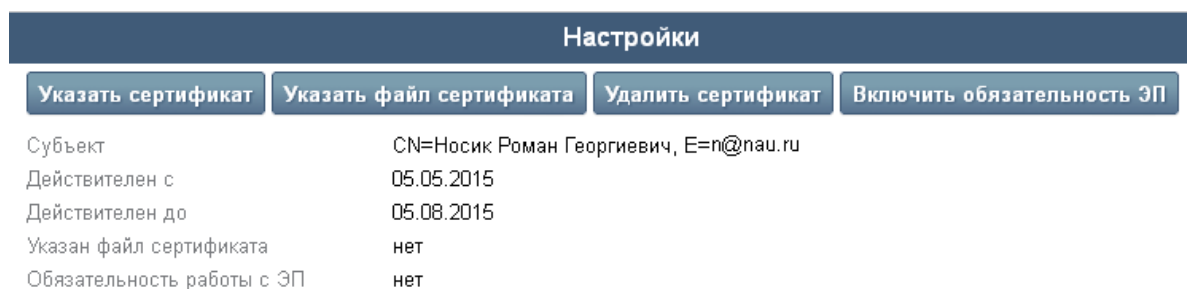 Настройки
Указать сертификат Указать файл сертификата Удалить сертификат Включить обязательность ЭП
Субъект CN=Носик Роман Георгиевич, E=n@nau.ru
Действителен с 05.05.2015
Действителен до 05.08.2015
Указан файл сертификата нет
Обязательность работы с ЭП нет